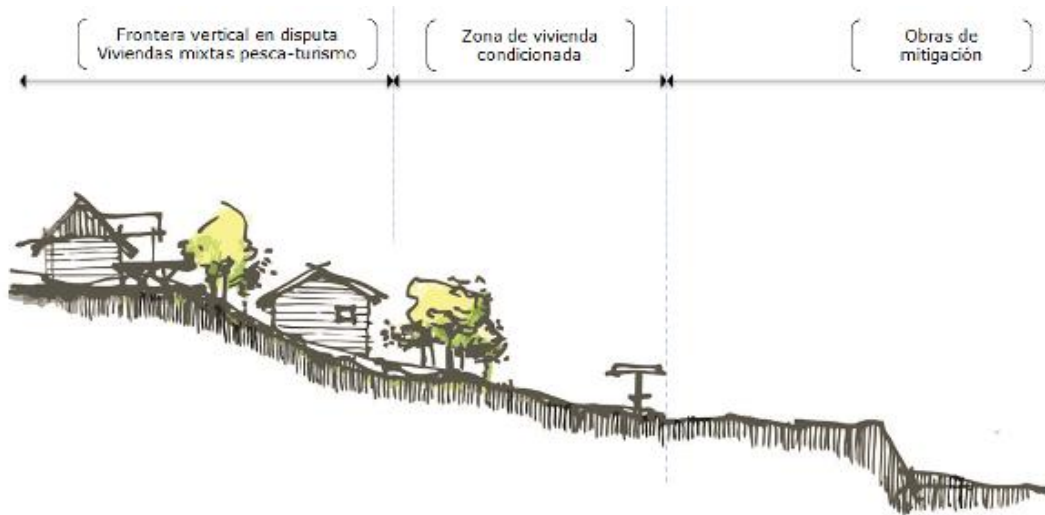 Frontera vertical en disputa
Viviendas mixtas pesca-turismo
Zona de vivienda
condicionada
Obras de
mitigación